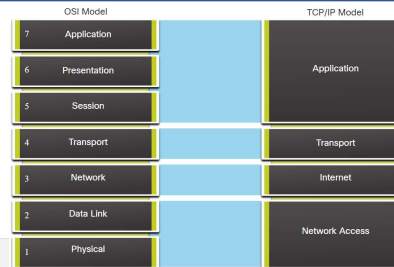 OSI Model
TCP/IP Model
7 Application
6 Presentation
Application
5 Session
4 Transport
Transport
3 Network
Internet
2 Data Link
Network Access
1 Physical